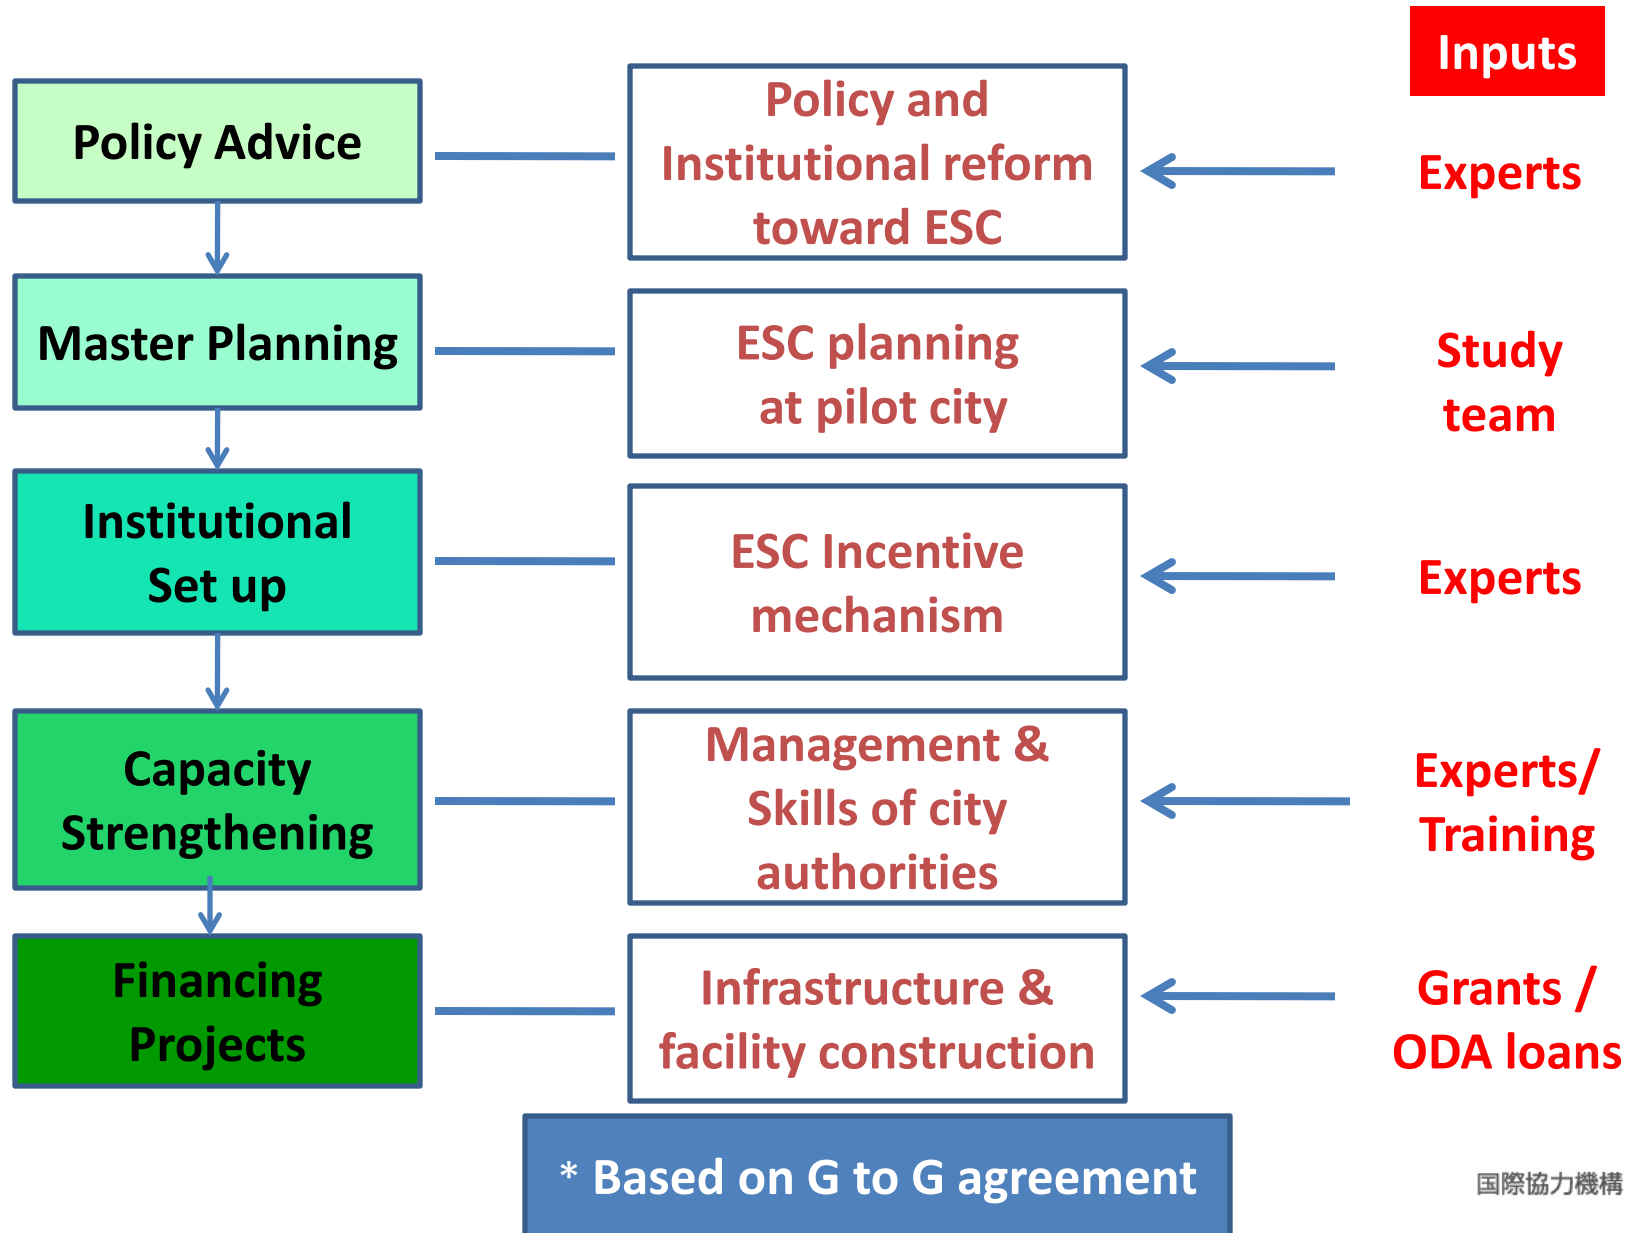 Inputs
Policy Advice
Policy and
Institutional reform
toward ESC
Experts
Master Planning
ESC planning
at pilot city
Study
team
Institutional
Set up
ESC Incentive
mechanism
Experts
Capacity
Strengthening
Management &
Skills of city
authorities
Experts/
Training
Financing
Projects
Infrastructure &
facility construction
Grants /
ODA loans
* Based on G to G agreement
国際協力機構